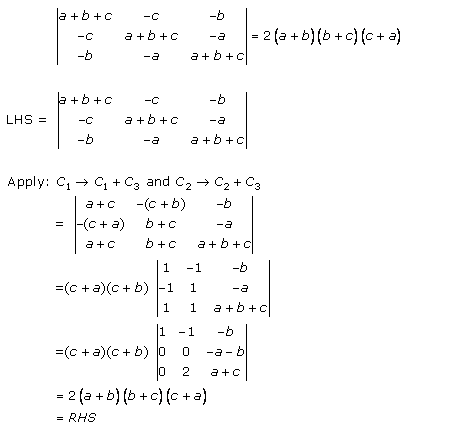 |a + b + c −c −b|
|−c a + b + c −a| = 2(a + b)(b + c)(c + a)
|−b −a a + b + c|
|a + b + c −c −b|
LHS = |−c a + b + c −a|
|−b −a a + b + c|
Apply: C₁ → C₁ + C₃ and C₂ → C₂ + C₃
|a + c −(c + b) −b|
= |−(c + a) b + c −a|
|a + c b + c a + b + c|
|1 −1 −b|
=(c + a)(c + b) |−1 1 −a|
|1 1 a + b + c|
|1 −1 −b|
=(c + a)(c + b) |0 0 −a − b|
|0 2 a + c|
= 2(a + b)(b + c)(c + a)
= RHS